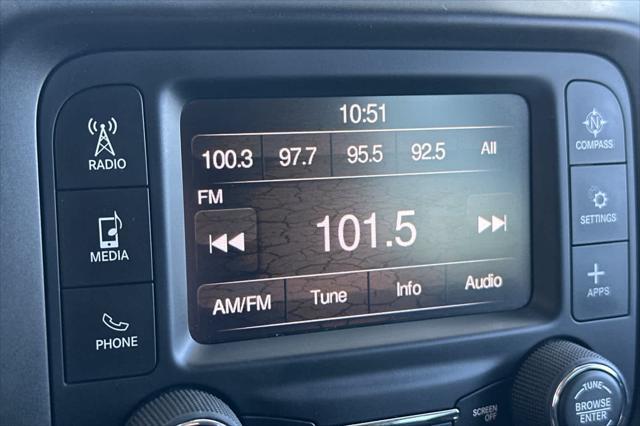 RADIO
MEDIA
PHONE
10:51
100.3 97.7 95.5 92.5 All
FM
101.5
AM/FM Tune Info Audio
N
COMPASS
SETTINGS
APPS
SCREEN
OFF
TUNE
BROWSE
ENTER